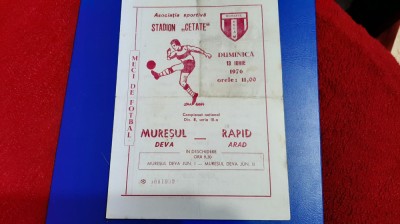 Asociația sportivă
STADION „CETATE"
DUMINICA
13 IUNIE
1976
orele: 11,00
MECI DE FOTBAL
Campionat național
Div. B, seria III-a
MUREȘUL — RAPID
DEVA ARAD
IN DESCHIDERE
ORA 9,30
MUREȘUL DEVA JUN. I — MUREȘUL DEVA JUN. II